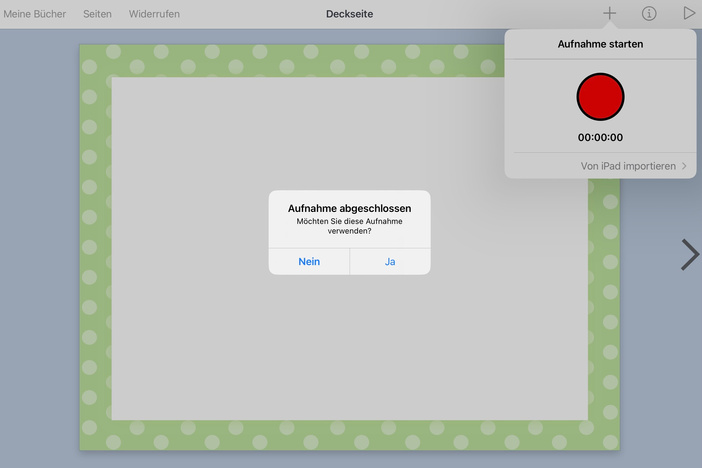 Meine Bücher Seiten Widerrufen Deckseite
Aufnahme starten
00:00:00
Von iPad importieren
Aufnahme abgeschlossen
Möchten Sie diese Aufnahme
verwenden?
Nein Ja